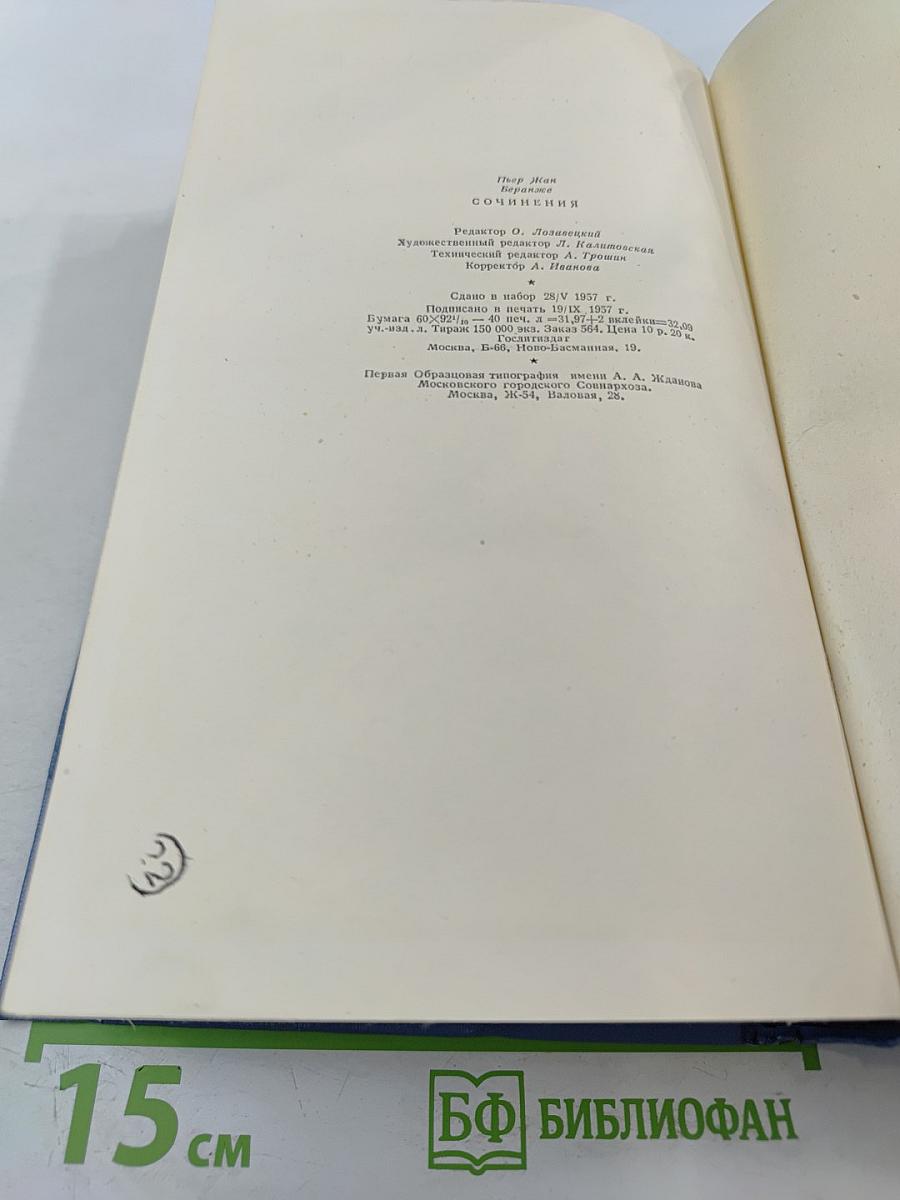 Пьер Жан
Беранже
СОЧИНЕНИЯ
Редактор О. Лозавецкий
Художественный редактор Л. Калитовская
Технический редактор А. Трошин
Корректор А. Иванова
Сдано в набор 28/V 1957 г.
Подписано в печать 19/IX 1957 г.
Бумага 60×92¹/₁₆ — 40 печ. л =31,97+2 вклейки=32,09
уч.-изд. л. Тираж 150 000 экз. Заказ 564. Цена 10 р. 20 к.
Гослитиздат
Москва, Б-66, Ново-Басманная, 19.
Первая Образцовая типография имени А. А. Жданова
Московского городского Совнархоза.
Москва, Ж-54, Валовая, 28.
15 см
БФ БИБЛИОФАН